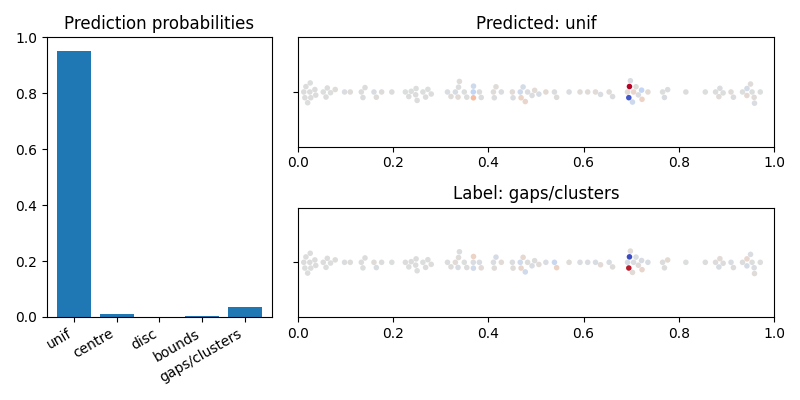 Prediction probabilities
1.0
0.8
0.6
0.4
0.2
0.0
unif
centre
disc
bounds
gaps/clusters
Predicted: unif
0.0 0.2 0.4 0.6 0.8 1.0
Label: gaps/clusters
0.0 0.2 0.4 0.6 0.8 1.0